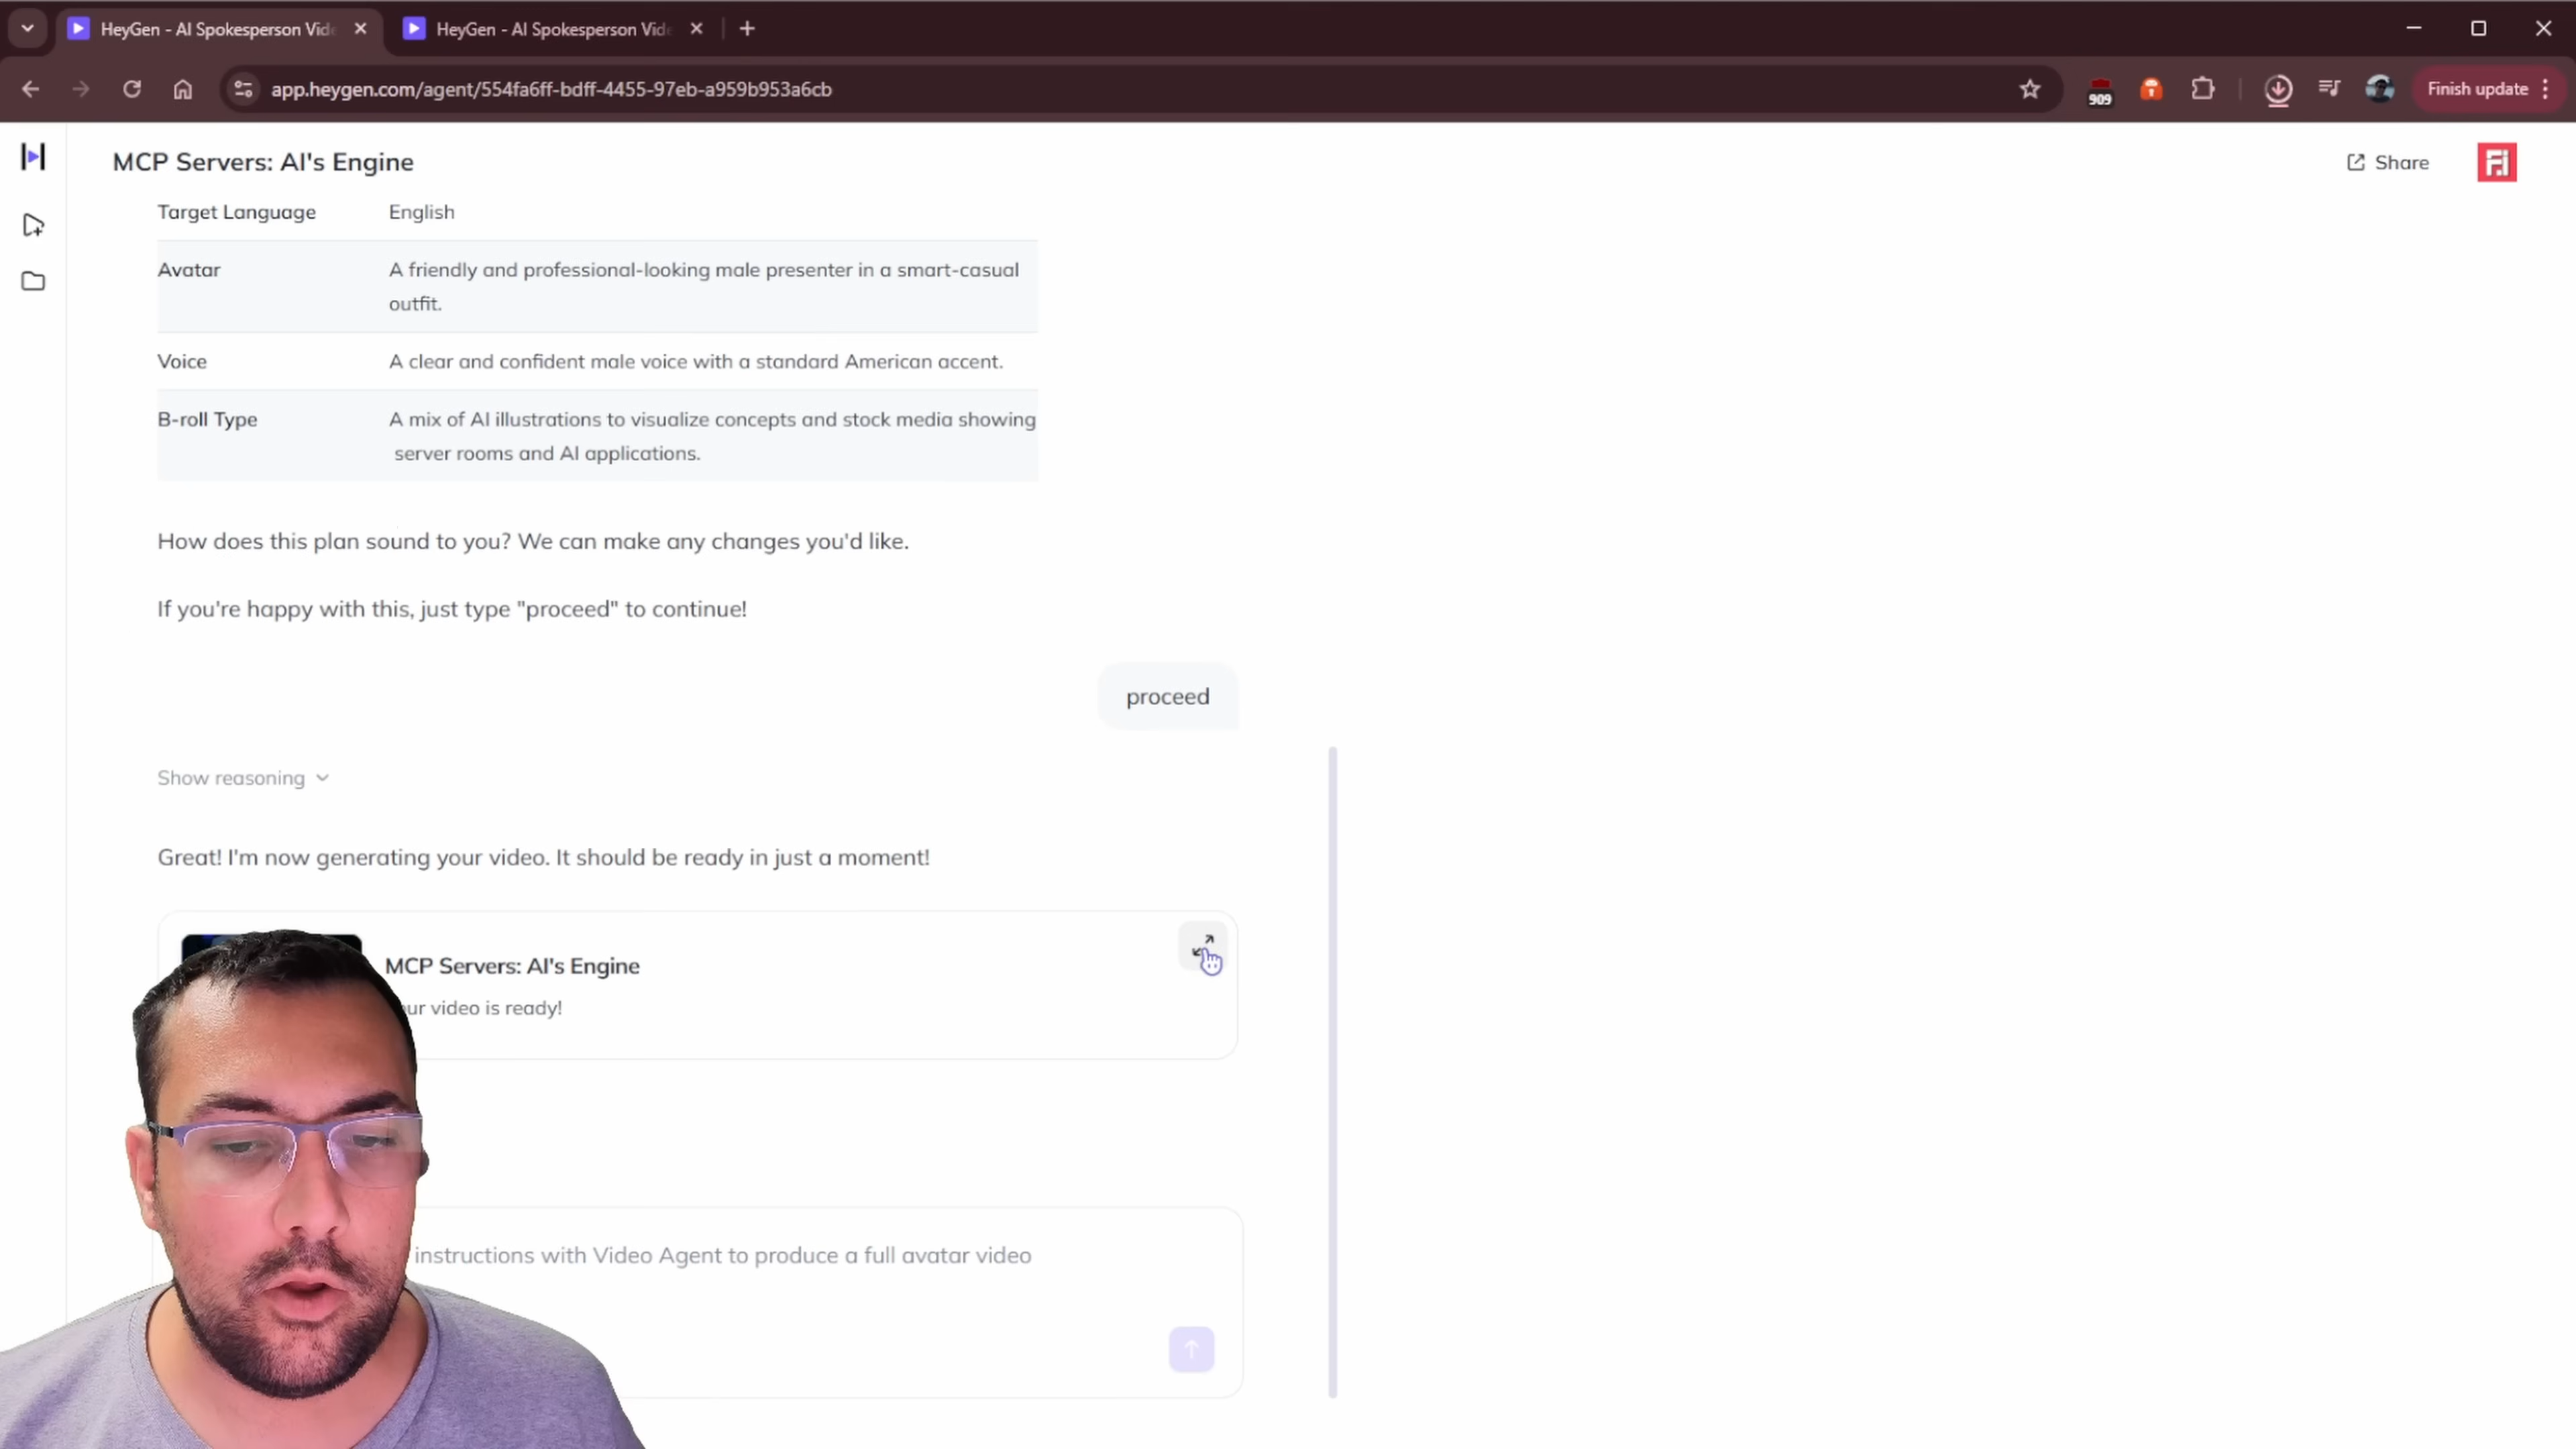 HeyGen - AI Spokesperson Vide
HeyGen - AI Spokesperson Vide
app.heygen.com/agent/554fa6ff-bdff-4455-97eb-a959b953a6cb
909
Finish update
MCP Servers: AI's Engine
Share
Target Language English
Avatar A friendly and professional-looking male presenter in a smart-casual
outfit.
Voice A clear and confident male voice with a standard American accent.
B-roll Type A mix of AI illustrations to visualize concepts and stock media showing
server rooms and AI applications.
How does this plan sound to you? We can make any changes you'd like.
If you're happy with this, just type "proceed" to continue!
proceed
Show reasoning
Great! I'm now generating your video. It should be ready in just a moment!
MCP Servers: AI's Engine
our video is ready!
instructions with Video Agent to produce a full avatar video